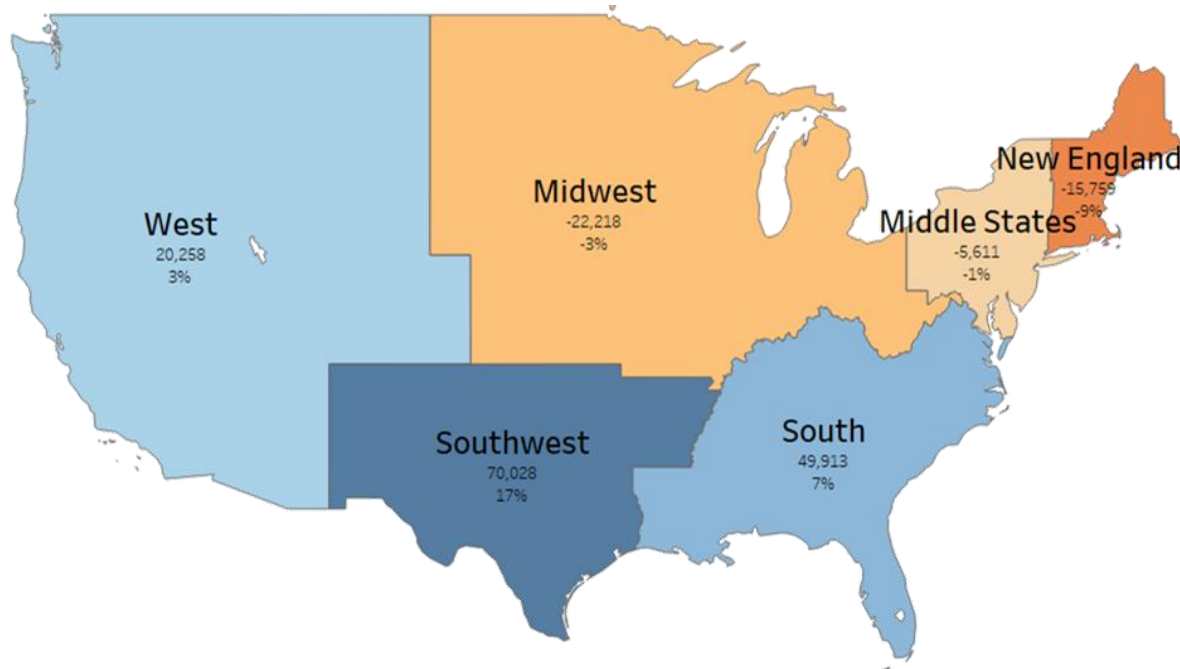 New England
-15,759
-9%
Midwest
-22,218
-3%
Middle States
-5,611
-1%
West
20,258
3%
Southwest
70,028
17%
South
49,913
7%